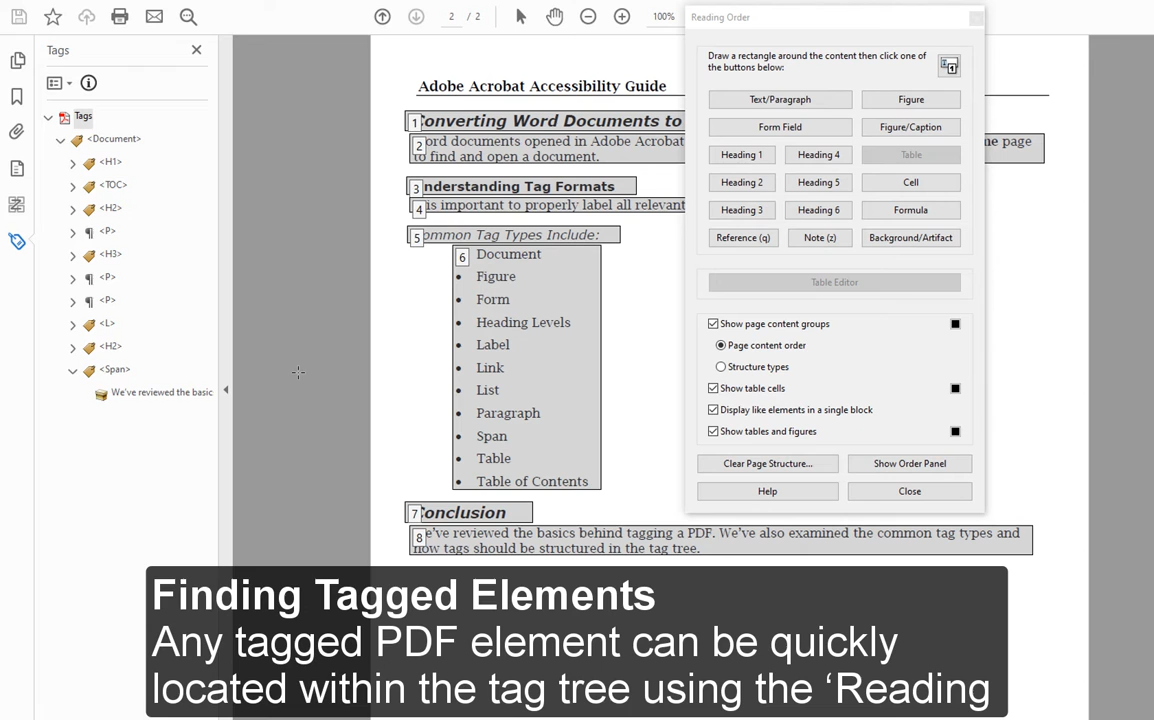 2 / 2
100%
Tags
Tags
<Document>
<H1>
<TOC>
<H2>
<P>
<H3>
<P>
<P>
<L>
<H2>
<Span>
We've reviewed the basic
Adobe Acrobat Accessibility Guide
1 Converting Word Documents to
2 Word documents opened in Adobe Acrobat
me page
to find and open a document.
3 Understanding Tag Formats
4 It is important to properly label all relevant
5 Common Tag Types Include:
6 Document
• Figure
• Form
• Heading Levels
• Label
• Link
• List
• Paragraph
• Span
• Table
• Table of Contents
7 Conclusion
8 We've reviewed the basics behind tagging a PDF. We've also examined the common tag types and
how tags should be structured in the tag tree.
Reading Order
Draw a rectangle around the content then click one of
the buttons below:
Text/Paragraph
Figure
Form Field
Figure/Caption
Heading 1
Heading 4
Table
Heading 2
Heading 5
Cell
Heading 3
Heading 6
Formula
Reference (q)
Note (z)
Background/Artifact
Table Editor
Show page content groups
Page content order
Structure types
Show table cells
Display like elements in a single block
Show tables and figures
Clear Page Structure...
Show Order Panel
Help
Close
Finding Tagged Elements
Any tagged PDF element can be quickly
located within the tag tree using the ‘Reading